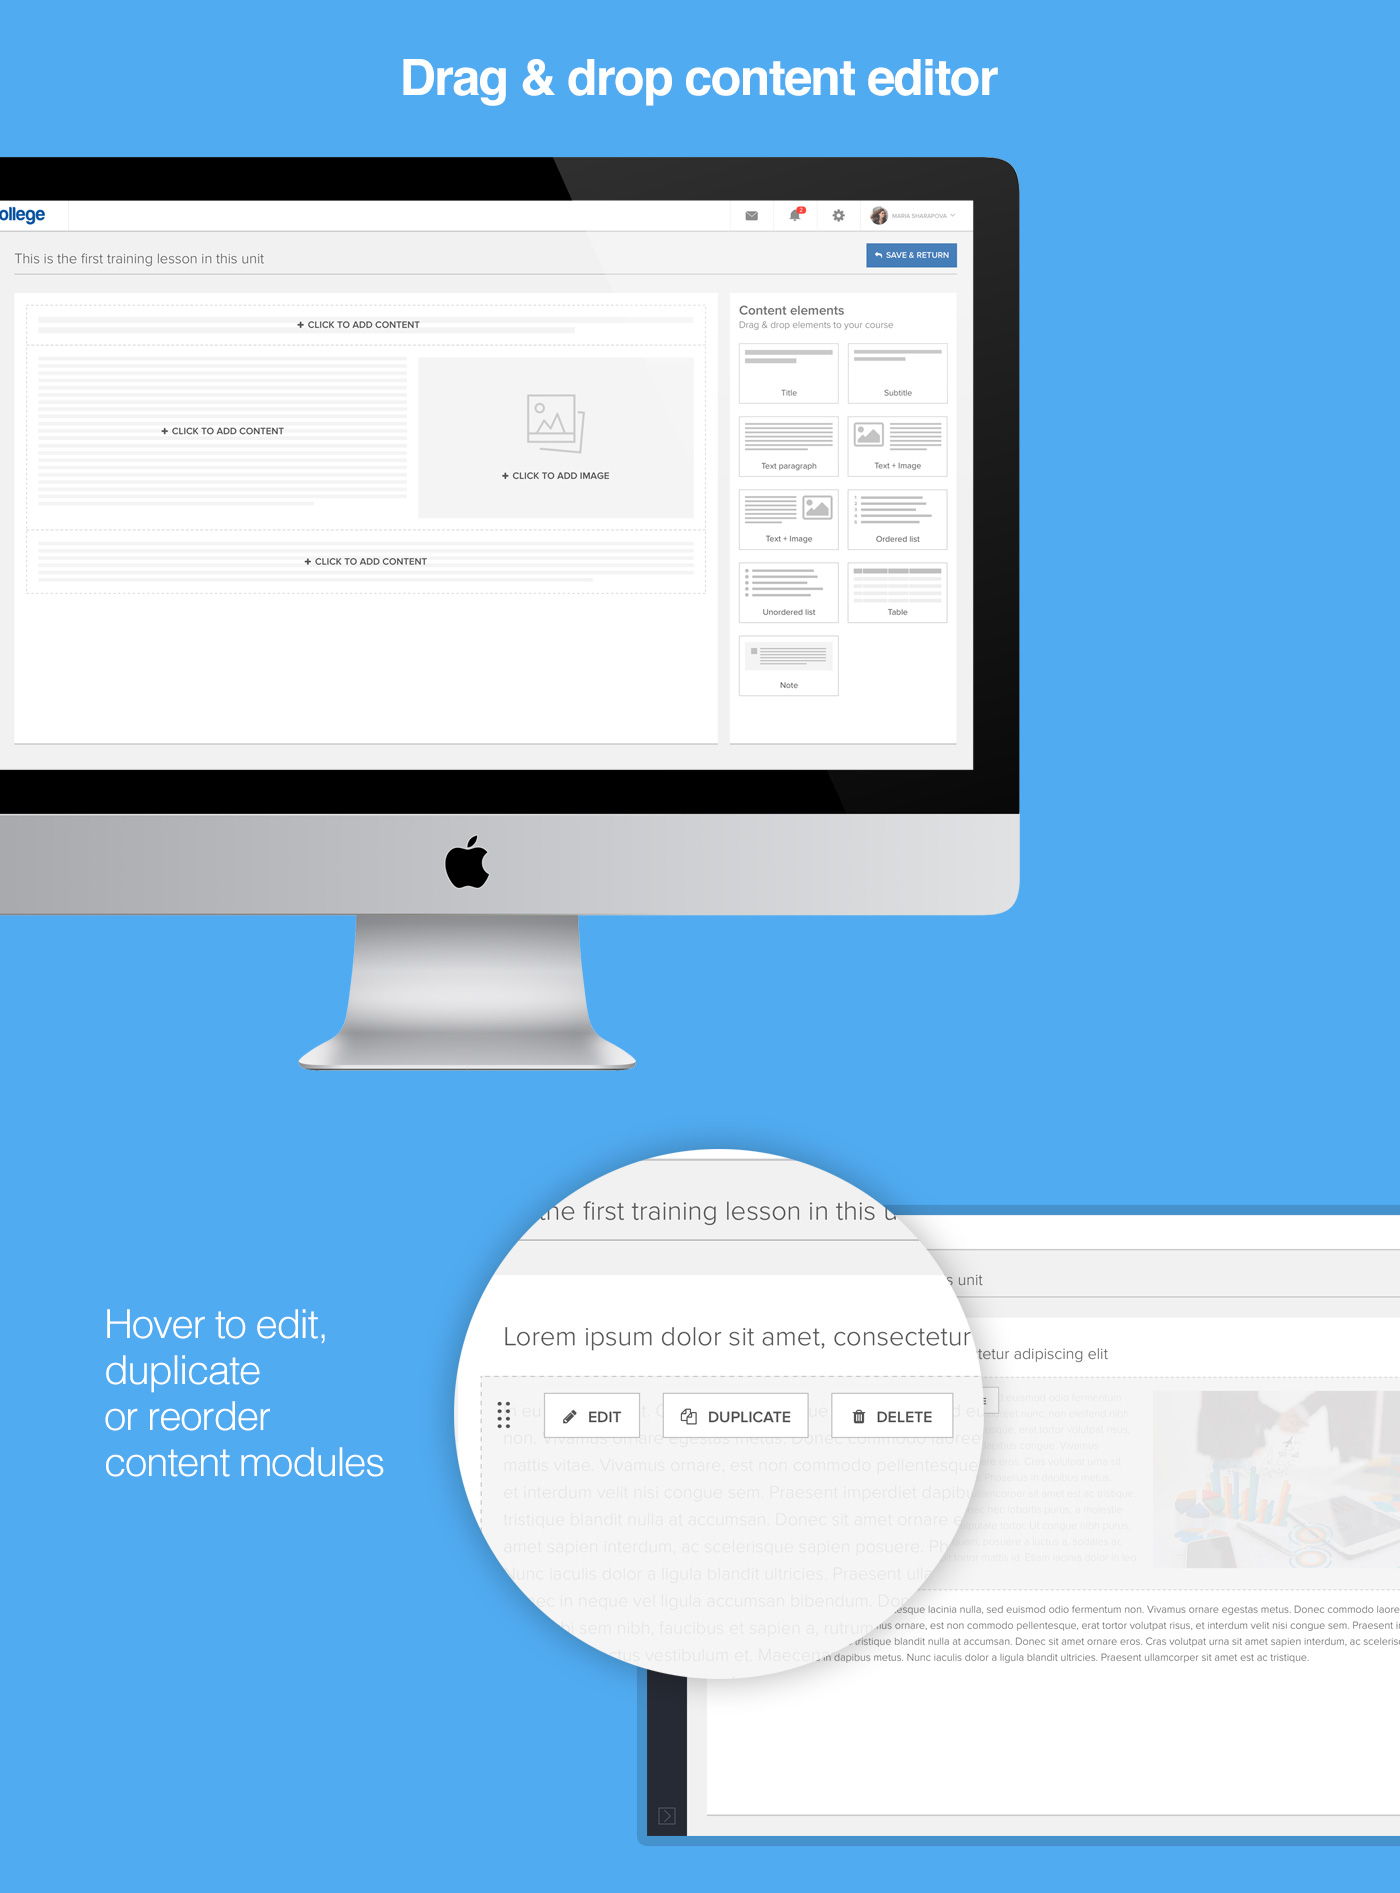 Drag & drop content editor
ollege
2
MARIA SHARAPOVA
This is the first training lesson in this unit
SAVE & RETURN
+ CLICK TO ADD CONTENT
+ CLICK TO ADD CONTENT
+ CLICK TO ADD IMAGE
+ CLICK TO ADD CONTENT
Content elements
Drag & drop elements to your course
Title
Subtitle
Text paragraph
Text + Image
Text + Image
Ordered list
Unordered list
Table
Note
Hover to edit,
duplicate
or reorder
content modules
the first training lesson in this u
Lorem ipsum dolor sit amet, consectetur
EDIT
DUPLICATE
DELETE
non. Vivamus ornare egestas metus. Donec commodo laoree
mattis vitae. Vivamus ornare, est non commodo pellentesque
et interdum velit nisi congue sem. Praesent imperdiet dapibu
tristique blandit nulla at accumsan. Donec sit amet ornare e
amet sapien interdum, ac scelerisque sapien posuere. Ph
Nunc iaculis dolor a ligula blandit ultricies. Praesent ulla
ec in neque vel ligula accumsan bibendum. Do
sem nibh, faucibus et sapien a, rutrum
tus vestibulum et. Maecen
s unit
tetur adipiscing elit
esque lacinia nulla, sed euismod odio fermentum non. Vivamus ornare egestas metus. Donec commodo laore
us ornare, est non commodo pellentesque, erat tortor volutpat risus, et interdum velit nisi congue sem. Praesent i
tristique blandit nulla at accumsan. Donec sit amet ornare eros. Cras volutpat urna sit amet sapien interdum, ac sceleris
in dapibus metus. Nunc iaculis dolor a ligula blandit ultricies. Praesent ullamcorper sit amet est ac tristique.